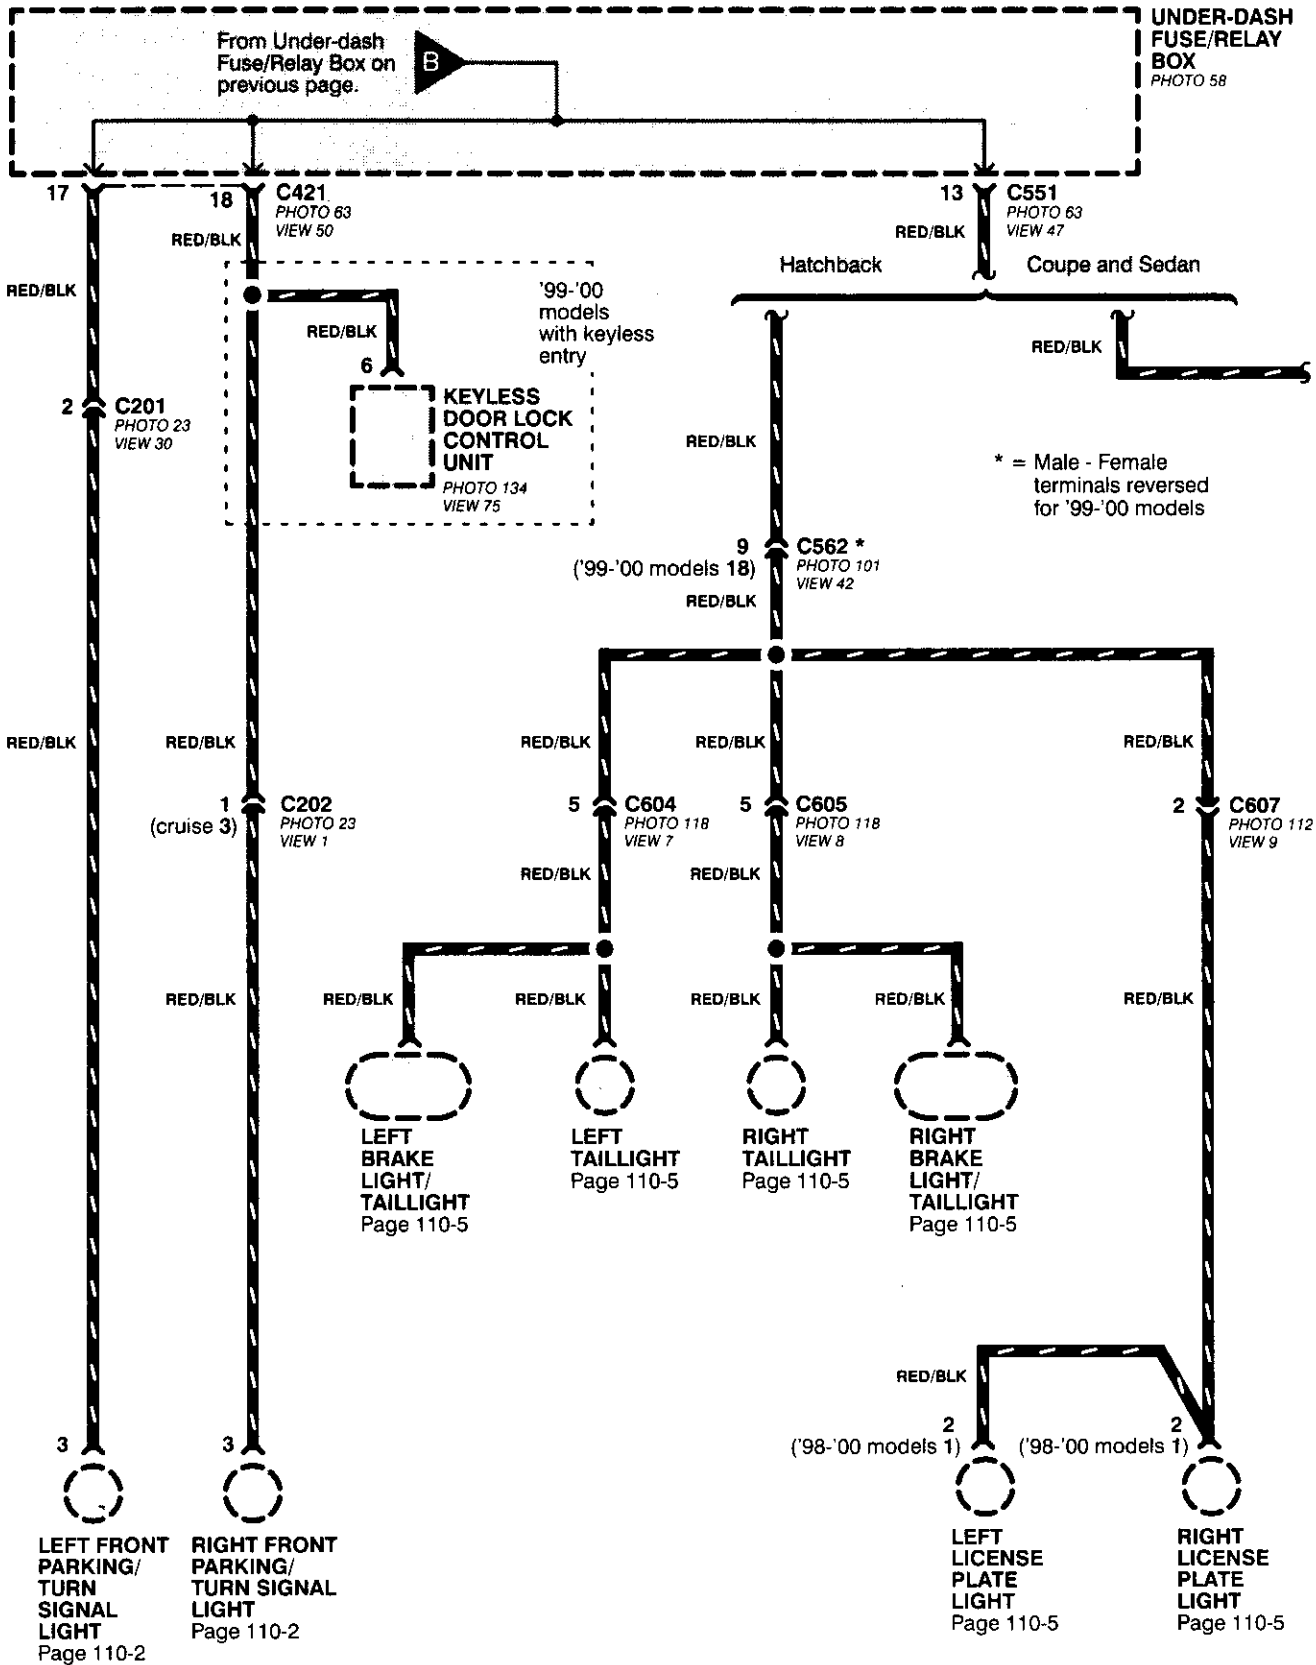 UNDER-DASH
FUSE/RELAY
BOX
PHOTO 58
From Under-dash
Fuse/Relay Box on
previous page.
B
17
18
C421
PHOTO 63
VIEW 50
13
C551
PHOTO 63
VIEW 47
RED/BLK
RED/BLK
RED/BLK
Hatchback
Coupe and Sedan
'99-'00
models
with keyless
entry
RED/BLK
6
RED/BLK
KEYLESS
DOOR LOCK
CONTROL
UNIT
PHOTO 134
VIEW 75
2
C201
PHOTO 23
VIEW 30
RED/BLK
* = Male - Female
terminals reversed
for '99-'00 models
9
('99-'00 models 18)
C562 *
PHOTO 101
VIEW 42
RED/BLK
RED/BLK
RED/BLK
RED/BLK
RED/BLK
RED/BLK
1
(cruise 3)
C202
PHOTO 23
VIEW 1
5
C604
PHOTO 118
VIEW 7
5
C605
PHOTO 118
VIEW 8
2
C607
PHOTO 112
VIEW 9
RED/BLK
RED/BLK
RED/BLK
RED/BLK
RED/BLK
RED/BLK
RED/BLK
RED/BLK
LEFT
BRAKE
LIGHT/
TAILLIGHT
Page 110-5
LEFT
TAILLIGHT
Page 110-5
RIGHT
TAILLIGHT
Page 110-5
RIGHT
BRAKE
LIGHT/
TAILLIGHT
Page 110-5
RED/BLK
3
3
2
('98-'00 models 1)
2
('98-'00 models 1)
LEFT FRONT
PARKING/
TURN
SIGNAL
LIGHT
Page 110-2
RIGHT FRONT
PARKING/
TURN SIGNAL
LIGHT
Page 110-2
LEFT
LICENSE
PLATE
LIGHT
Page 110-5
RIGHT
LICENSE
PLATE
LIGHT
Page 110-5